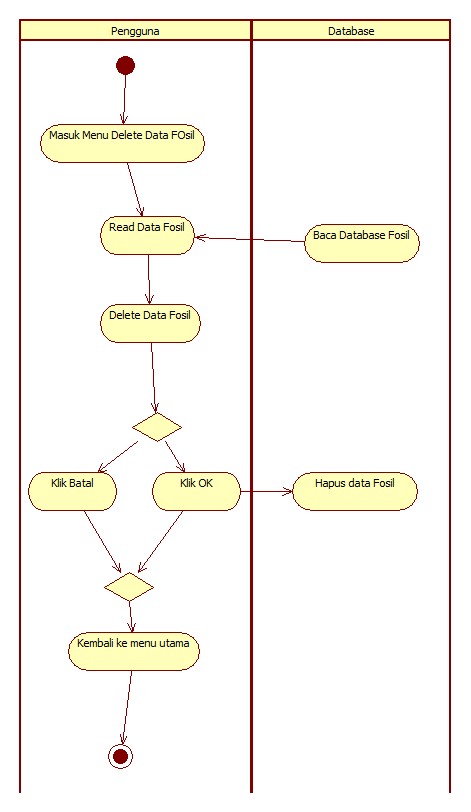 Pengguna
Database
Masuk Menu Delete Data FOsil
Read Data Fosil
Baca Database Fosil
Delete Data Fosil
Klik Batal
Klik OK
Hapus data Fosil
Kembali ke menu utama